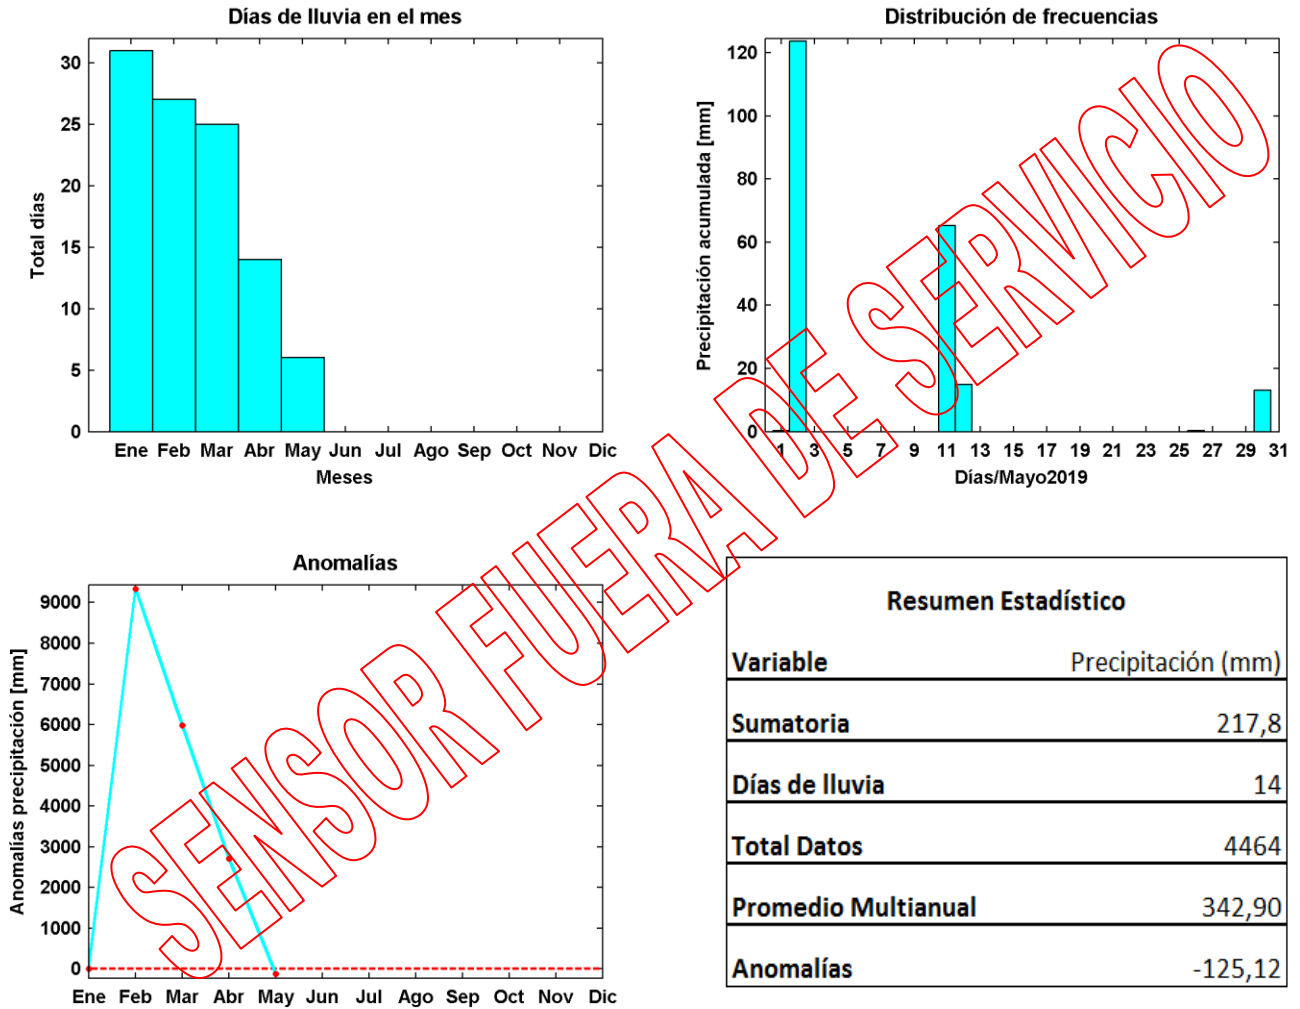 Días de lluvia en el mes
Total días
30
25
20
15
10
5
0
Ene Feb Mar Abr May Jun Jul Ago Sep Oct Nov Dic
Meses
Distribución de frecuencias
Precipitación acumulada [mm]
120
100
80
60
40
20
0
1 3 5 7 9 11 13 15 17 19 21 23 25 27 29 31
Días/Mayo2019
Anomalías
Anomalías precipitación [mm]
9000
8000
7000
6000
5000
4000
3000
2000
1000
0
Ene Feb Mar Abr May Jun Jul Ago Sep Oct Nov Dic
Resumen Estadístico
Variable Precipitación (mm)
Sumatoria 217,8
Días de lluvia 14
Total Datos 4464
Promedio Multianual 342,90
Anomalías -125,12
SENSOR FUERA DE SERVICIO